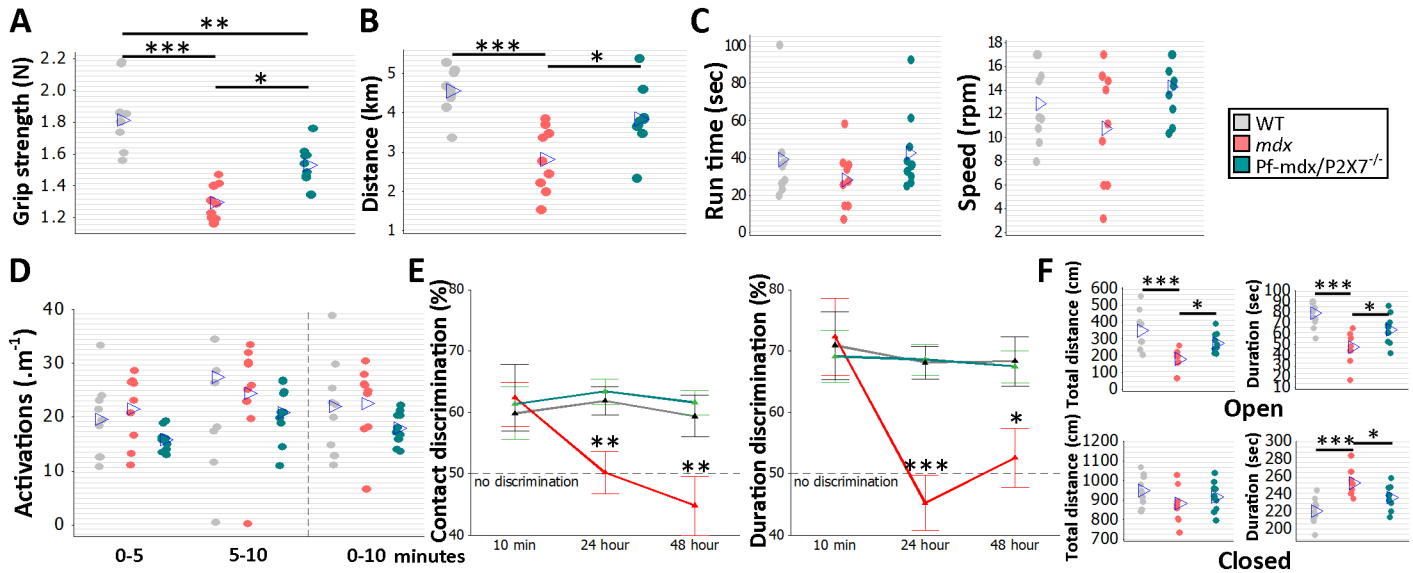 A
Grip strength (N)
2.2
2.0
1.8
1.6
1.4
1.2
**
***
*
B
Distance (km)
5
4
3
2
1
***
*
C
Run time (sec)
100
80
60
40
20
0
Speed (rpm)
18
16
14
12
10
8
6
4
2
WT
mdx
Pf-mdx/P2X7-/-
D
Activations (.m-1)
40
30
20
10
0
0-5
5-10
0-10 minutes
E
Contact discrimination (%)
80
70
60
50
40
no discrimination
**
**
10 min
24 hour
48 hour
Duration discrimination (%)
80
70
60
50
40
no discrimination
***
*
10 min
24 hour
48 hour
F
Total distance (cm)
600
500
400
300
200
100
0
***
*
Duration (sec)
100
90
80
70
60
50
40
30
20
10
***
*
Open
Total distance (cm)
1200
1100
1000
900
800
700
Duration (sec)
300
280
260
240
220
200
***
*
Closed